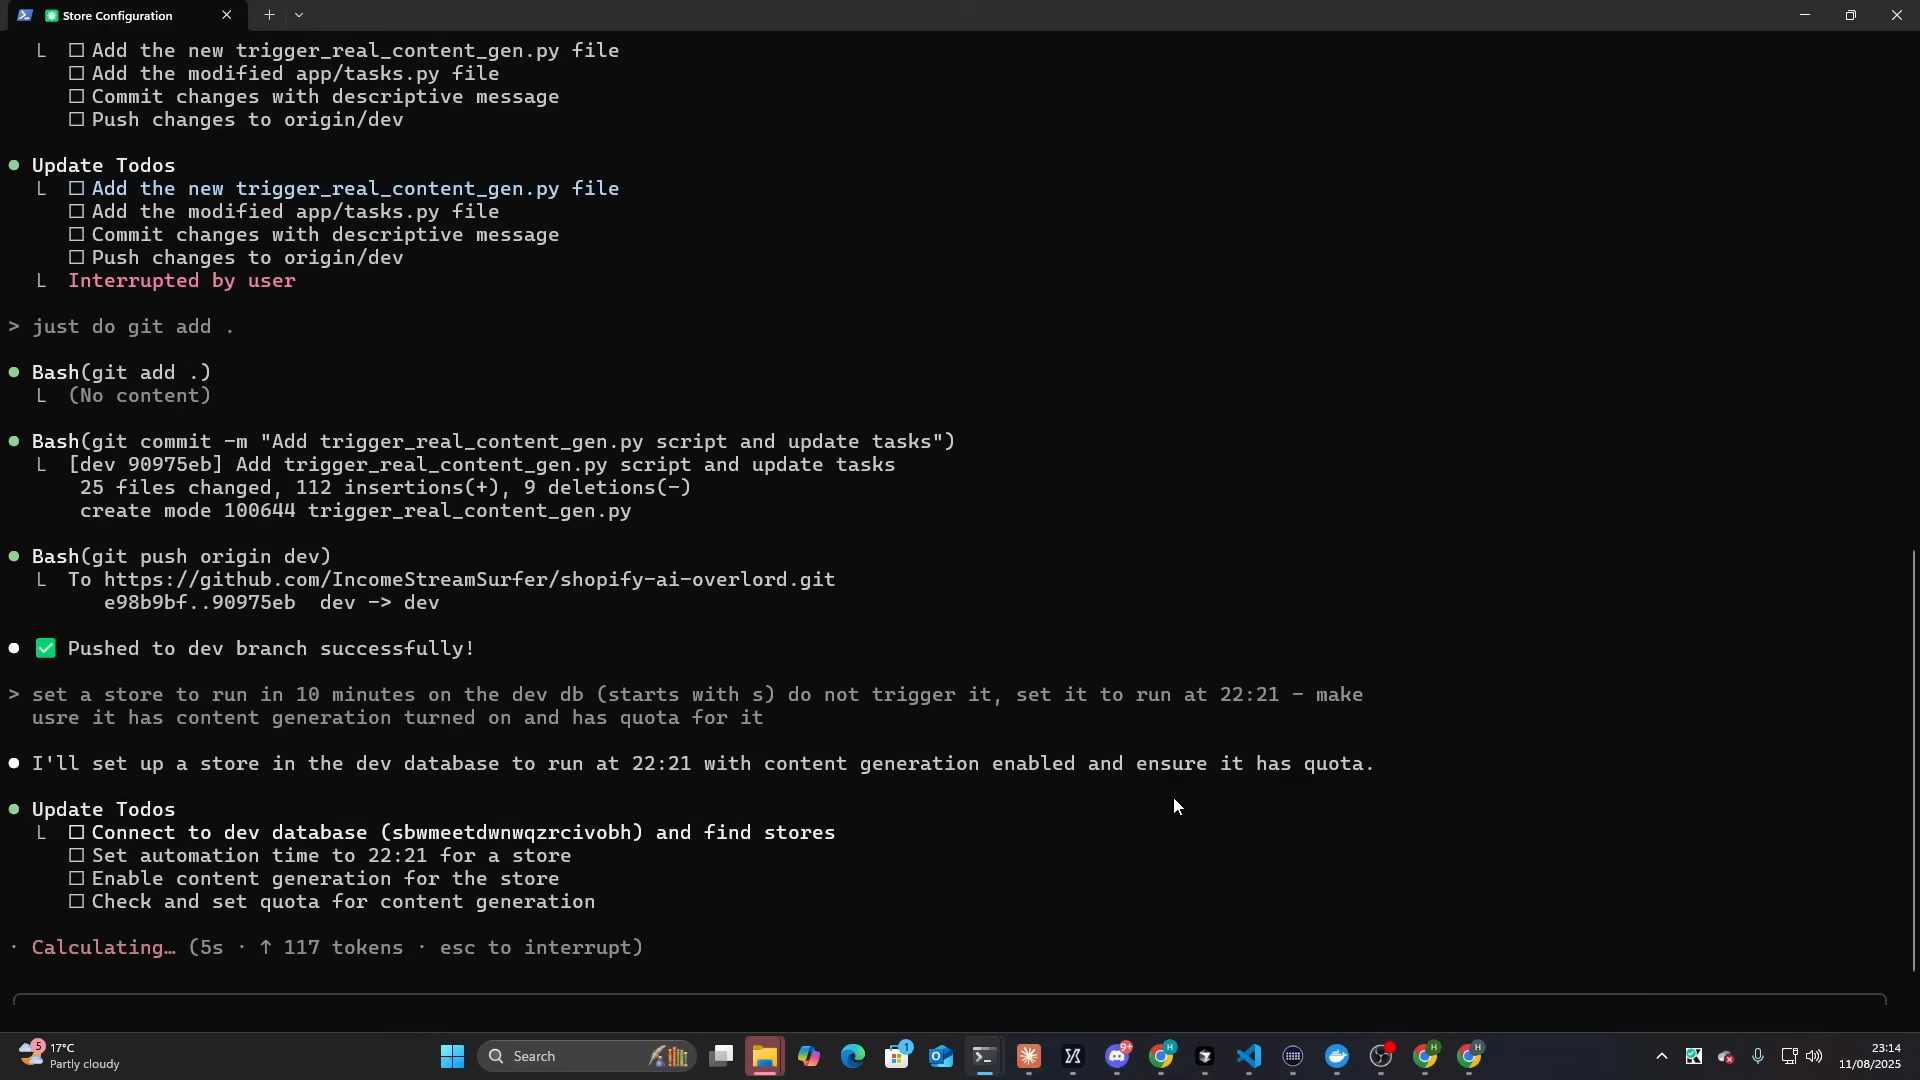 Store Configuration
└ ☐ Add the new trigger_real_content_gen.py file
☐ Add the modified app/tasks.py file
☐ Commit changes with descriptive message
☐ Push changes to origin/dev
● Update Todos
└ ☐ Add the new trigger_real_content_gen.py file
☐ Add the modified app/tasks.py file
☐ Commit changes with descriptive message
☐ Push changes to origin/dev
└ Interrupted by user
> just do git add .
● Bash(git add .)
└ (No content)
● Bash(git commit -m "Add trigger_real_content_gen.py script and update tasks")
└ [dev 90975eb] Add trigger_real_content_gen.py script and update tasks
25 files changed, 112 insertions(+), 9 deletions(-)
create mode 100644 trigger_real_content_gen.py
● Bash(git push origin dev)
└ To https://github.com/IncomeStreamSurfer/shopify-ai-overlord.git
e98b9bf..90975eb dev -> dev
● ✅ Pushed to dev branch successfully!
> set a store to run in 10 minutes on the dev db (starts with s) do not trigger it, set it to run at 22:21 - make
usre it has content generation turned on and has quota for it
● I'll set up a store in the dev database to run at 22:21 with content generation enabled and ensure it has quota.
● Update Todos
└ ☐ Connect to dev database (sbwmeetdwnwqzrcivobh) and find stores
☐ Set automation time to 22:21 for a store
☐ Enable content generation for the store
☐ Check and set quota for content generation
· Calculating… (5s · ↑ 117 tokens · esc to interrupt)
5
17°C
Partly cloudy
Search
1
9+
H
H
H
23:14
11/08/2025